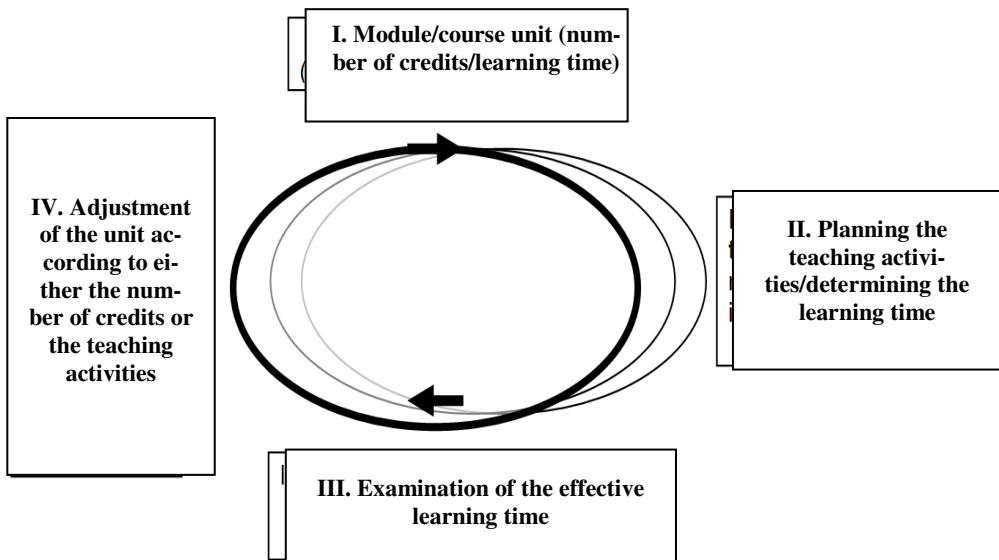 I. Module/course unit (num-
ber of credits/learning time)
IV. Adjustment
of the unit ac-
cording to ei-
ther the num-
ber of credits or
the teaching
activities
II. Planning the
teaching activi-
ties/determining the
learning time
III. Examination of the effective
learning time